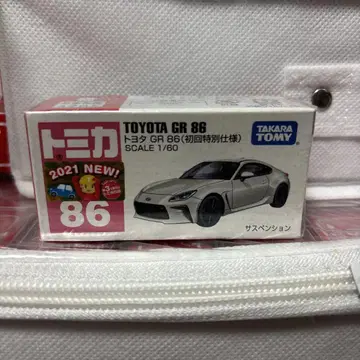 トミカ
2021 NEW!
86
TOYOTA GR 86
トヨタ GR 86(初回特別仕様)
SCALE 1/60
TAKARA
TOMY
サスペンション